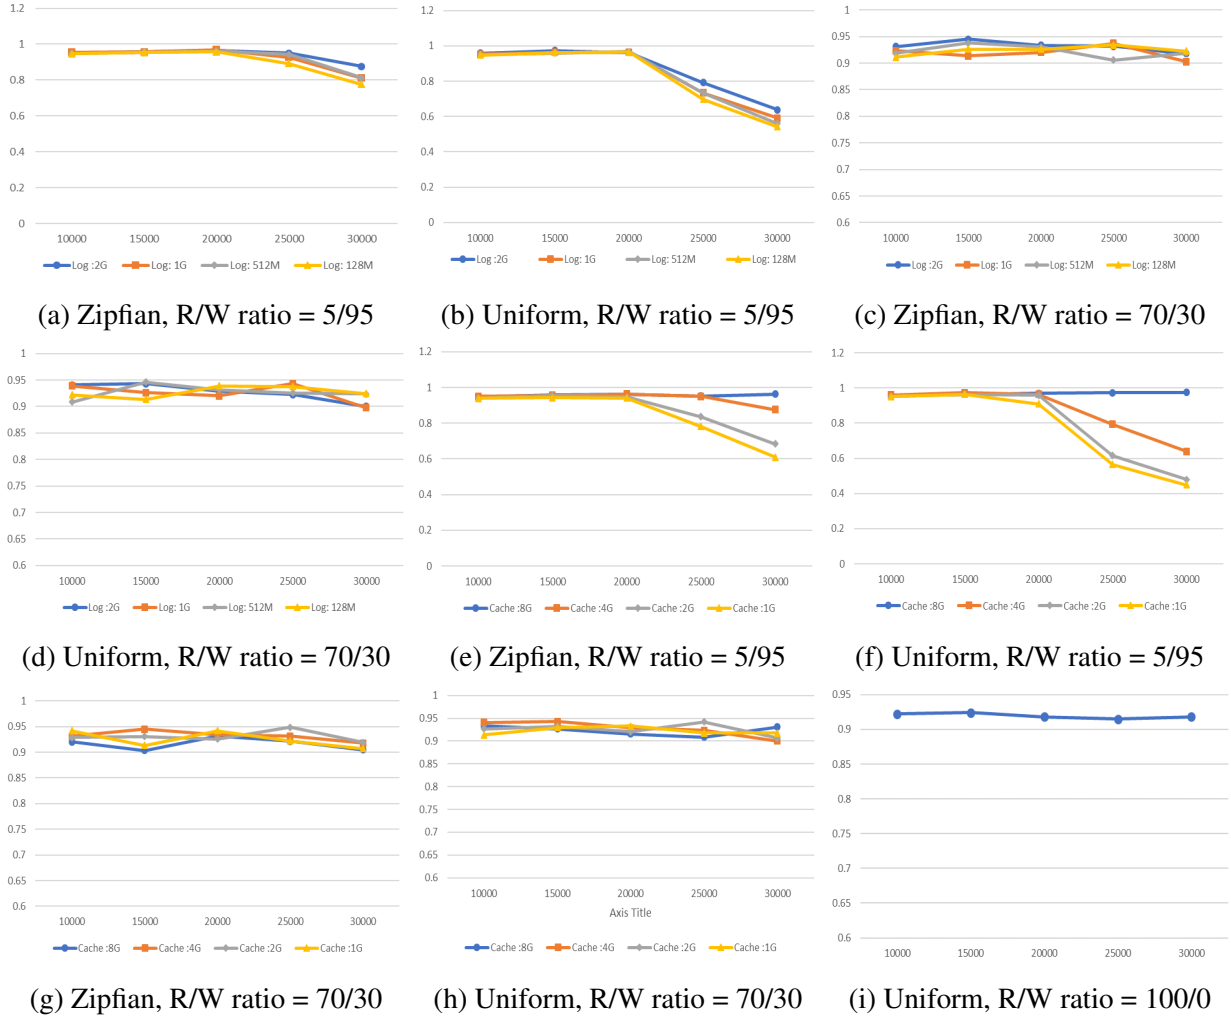 1.2
1
0.8
0.6
0.4
0.2
0
10000 15000 20000 25000 30000
Log :2G Log: 1G Log: 512M Log: 128M
(a) Zipfian, R/W ratio = 5/95
1.2
1
0.8
0.6
0.4
0.2
0
10000 15000 20000 25000 30000
Log :2G Log: 1G Log: 512M Log: 128M
(b) Uniform, R/W ratio = 5/95
1
0.95
0.9
0.85
0.8
0.75
0.7
0.65
0.6
10000 15000 20000 25000 30000
Log :2G Log: 1G Log: 512M Log: 128M
(c) Zipfian, R/W ratio = 70/30
1
0.95
0.9
0.85
0.8
0.75
0.7
0.65
0.6
10000 15000 20000 25000 30000
Log :2G Log: 1G Log: 512M Log: 128M
(d) Uniform, R/W ratio = 70/30
1.2
1
0.8
0.6
0.4
0.2
0
10000 15000 20000 25000 30000
Cache :8G Cache :4G Cache :2G Cache :1G
(e) Zipfian, R/W ratio = 5/95
1.2
1
0.8
0.6
0.4
0.2
0
10000 15000 20000 25000 30000
Cache :8G Cache :4G Cache :2G Cache :1G
(f) Uniform, R/W ratio = 5/95
1
0.95
0.9
0.85
0.8
0.75
0.7
0.65
0.6
10000 15000 20000 25000 30000
Cache :8G Cache :4G Cache :2G Cache :1G
(g) Zipfian, R/W ratio = 70/30
1
0.95
0.9
0.85
0.8
0.75
0.7
0.65
0.6
10000 15000 20000 25000 30000
Axis Title
Cache :8G Cache :4G Cache :2G Cache :1G
(h) Uniform, R/W ratio = 70/30
0.95
0.9
0.85
0.8
0.75
0.7
0.65
0.6
10000 15000 20000 25000 30000
(i) Uniform, R/W ratio = 100/0